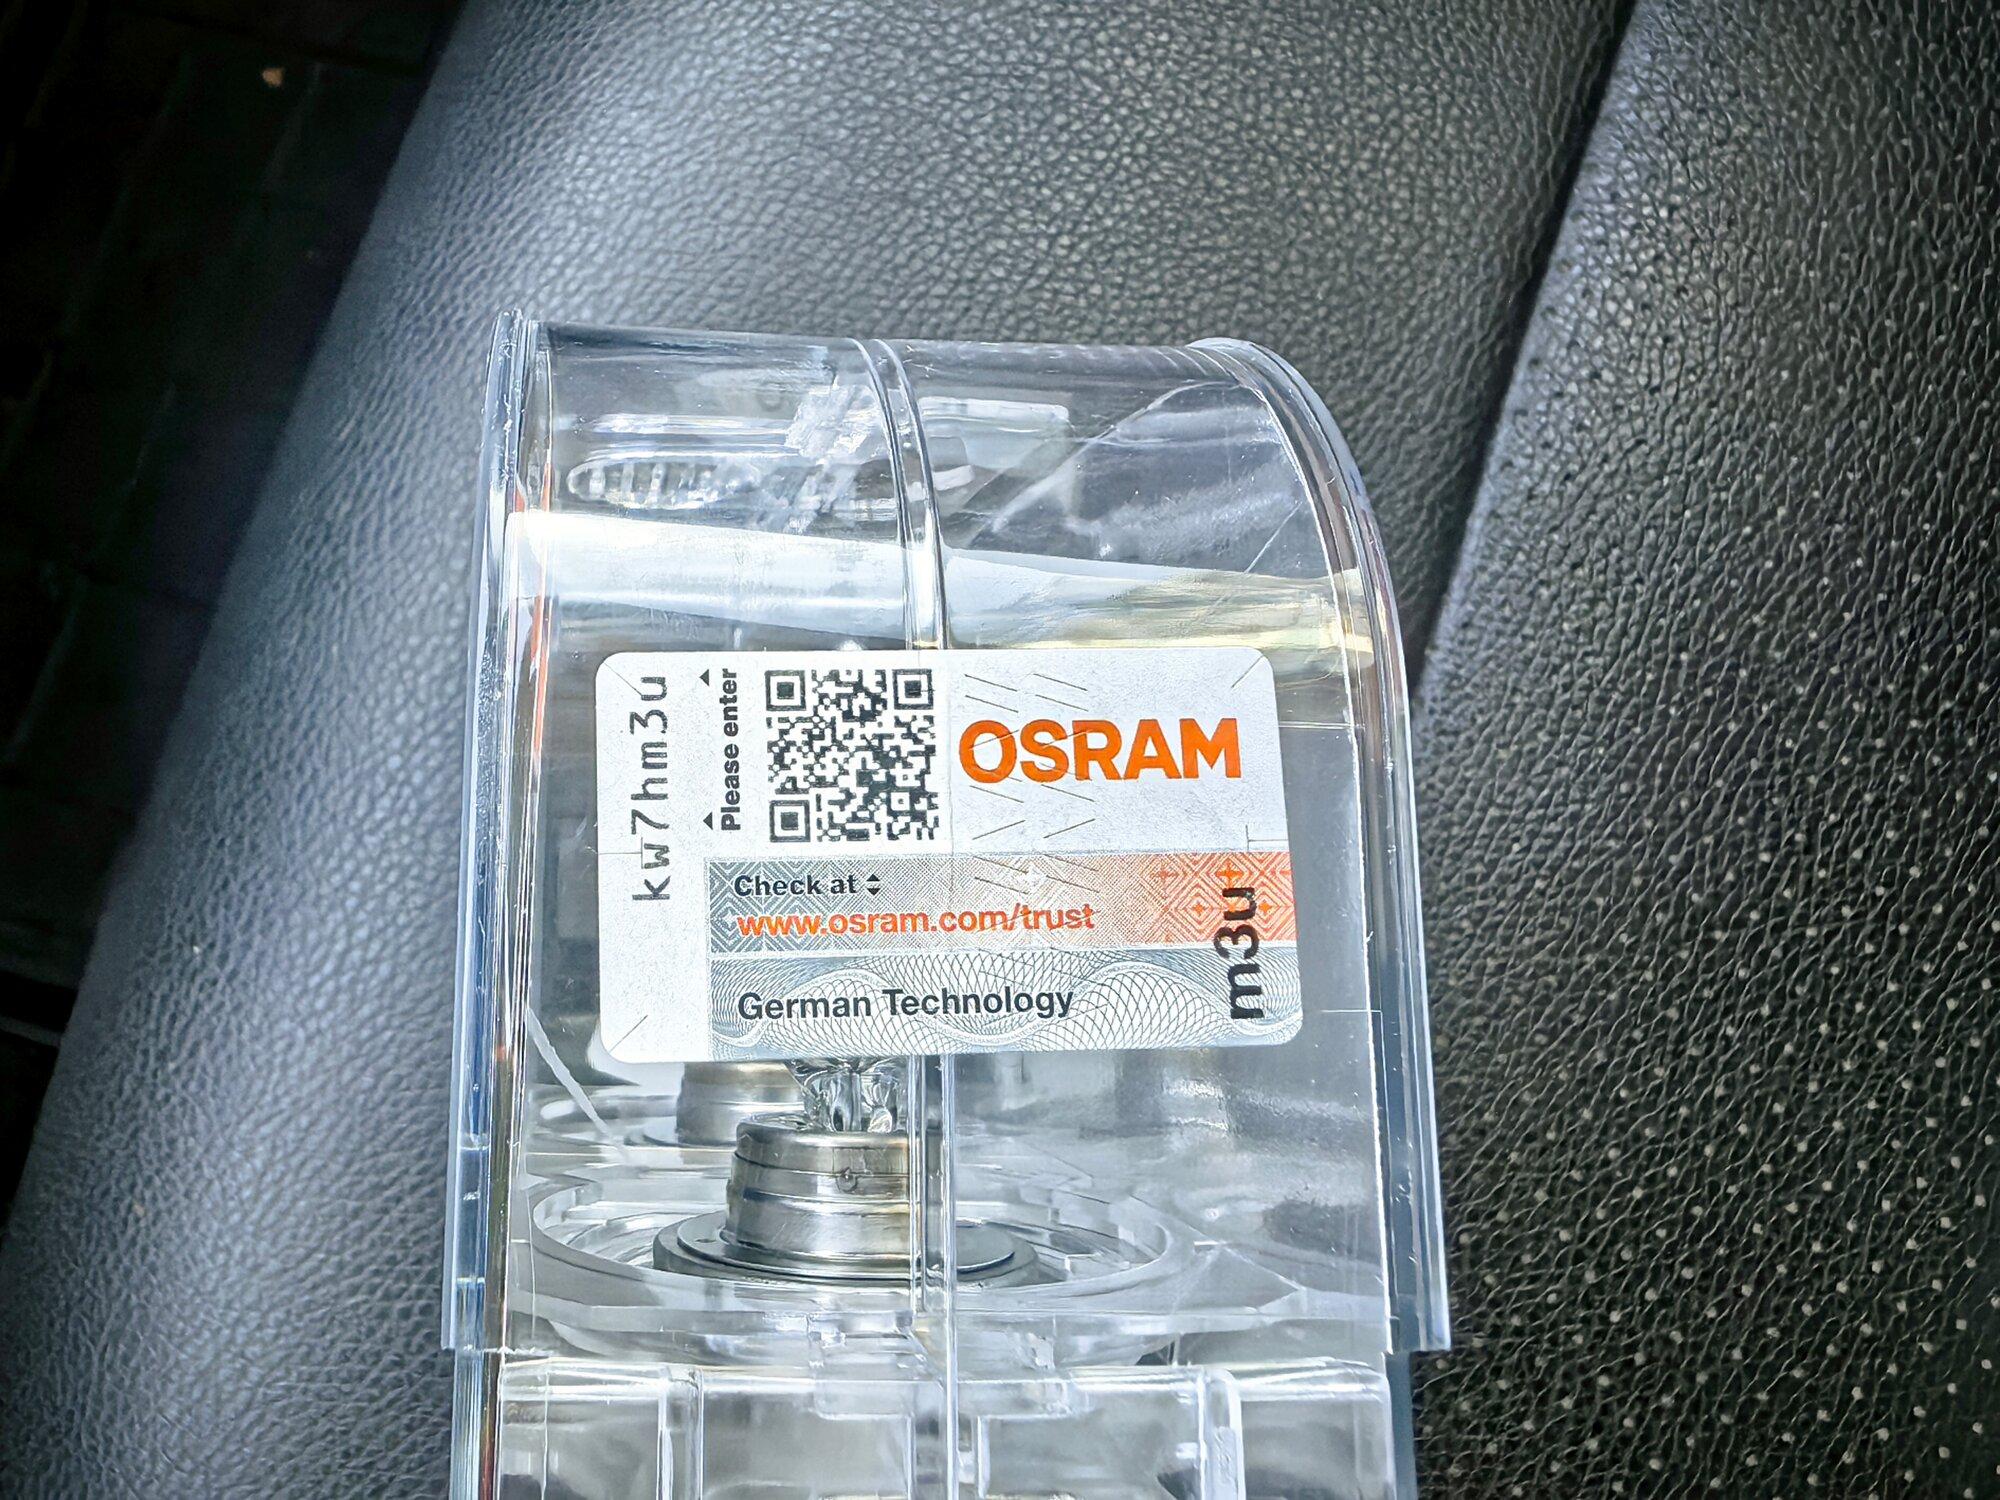 kw7hm3u
Please enter
OSRAM
Check at
www.osram.com/trust
German Technology
m3u